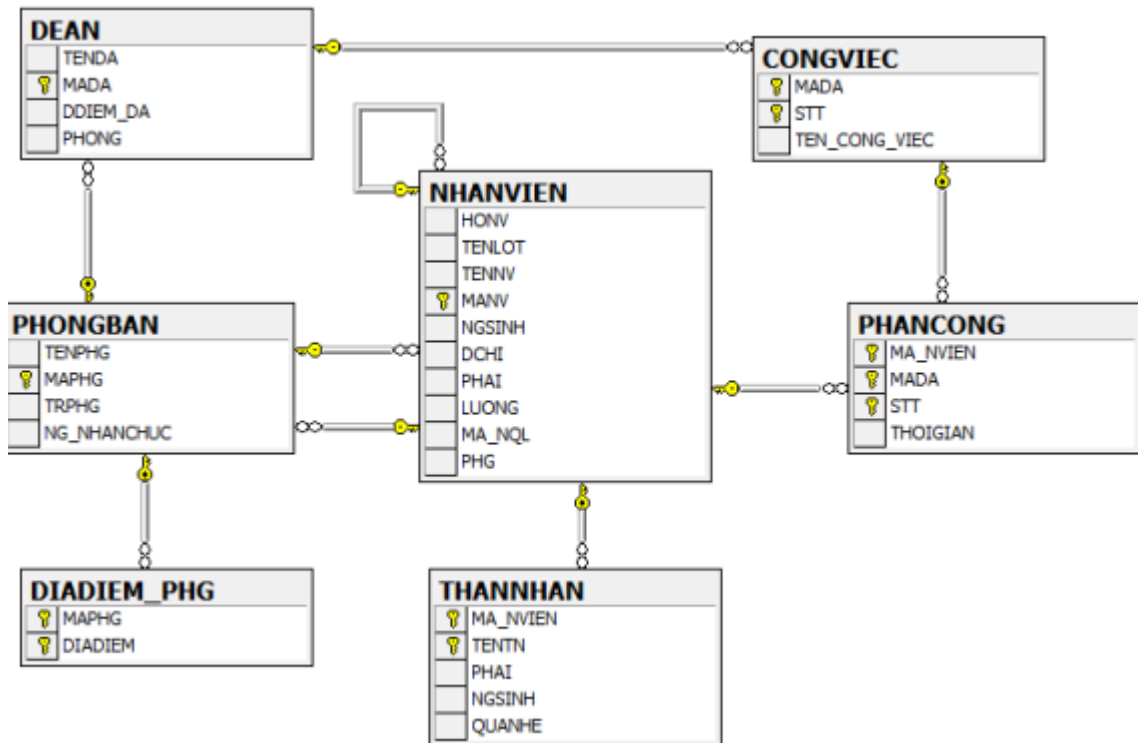 DEAN
TENDA
MADA
DDIEM_DA
PHONG
CONGVIEC
MADA
STT
TEN_CONG_VIEC
NHANVIEN
HONV
TENLOT
TENNV
MANV
NGSINH
DCHI
PHAI
LUONG
MA_NQL
PHG
PHONGBAN
TENPHG
MAPHG
TRPHG
NG_NHANCHUC
PHANCONG
MA_NVIEN
MADA
STT
THOIGIAN
DIADIEM_PHG
MAPHG
DIADIEM
THANNHAN
MA_NVIEN
TENTN
PHAI
NGSINH
QUANHE